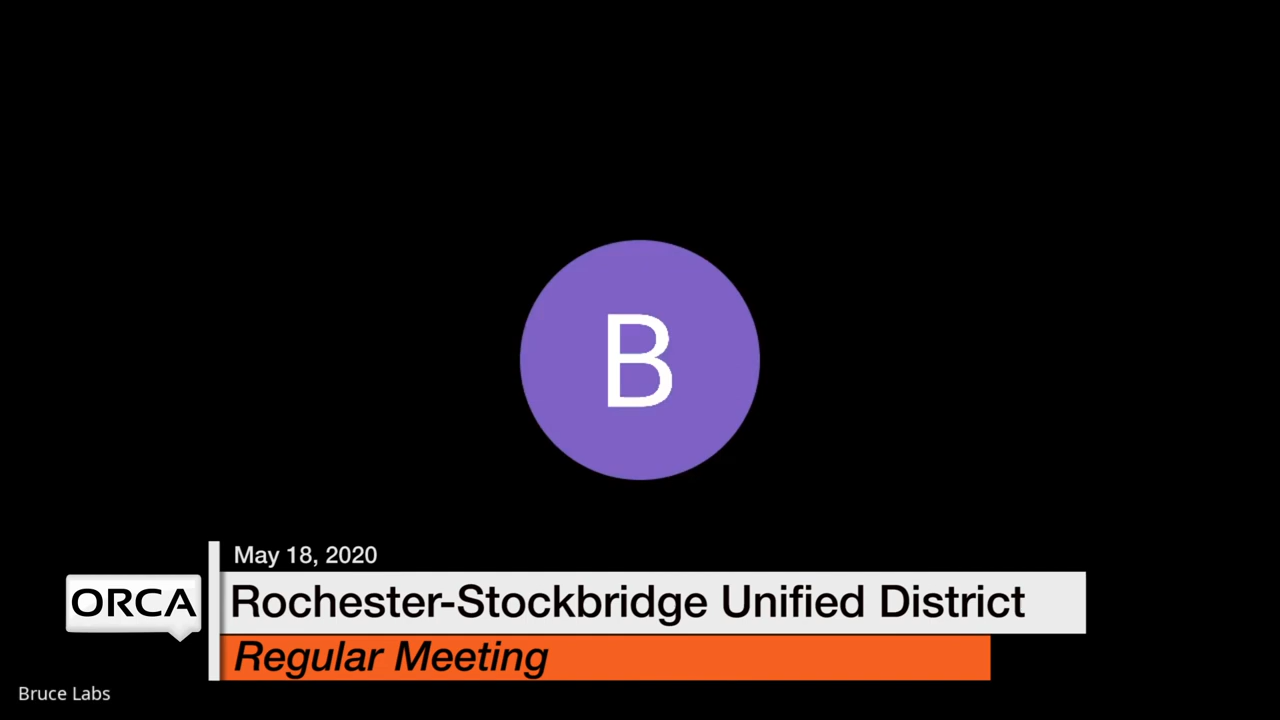 B
May 18, 2020
ORCA
Rochester-Stockbridge Unified District
Regular Meeting
Bruce Labs